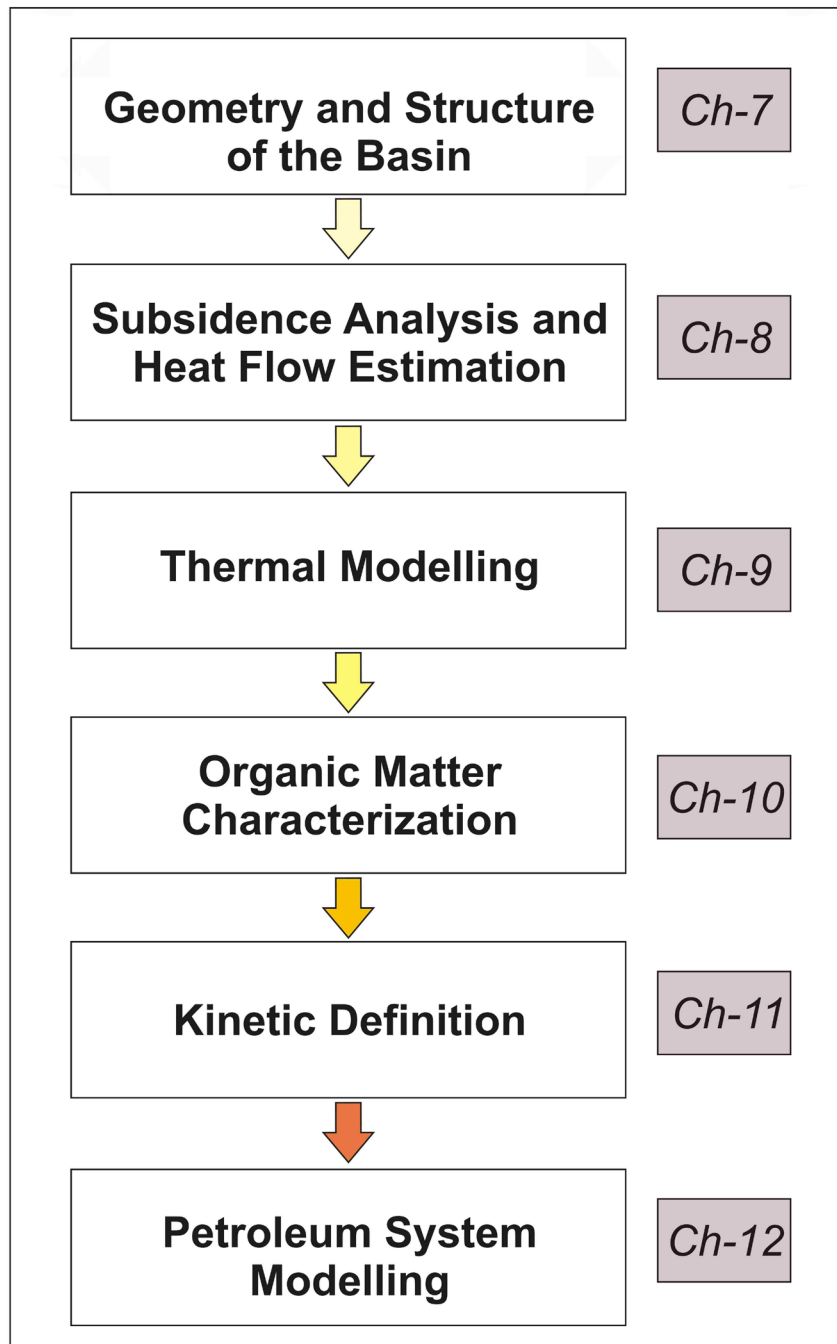 Geometry and Structure
of the Basin
Ch-7
Subsidence Analysis and
Heat Flow Estimation
Ch-8
Thermal Modelling
Ch-9
Organic Matter
Characterization
Ch-10
Kinetic Definition
Ch-11
Petroleum System
Modelling
Ch-12